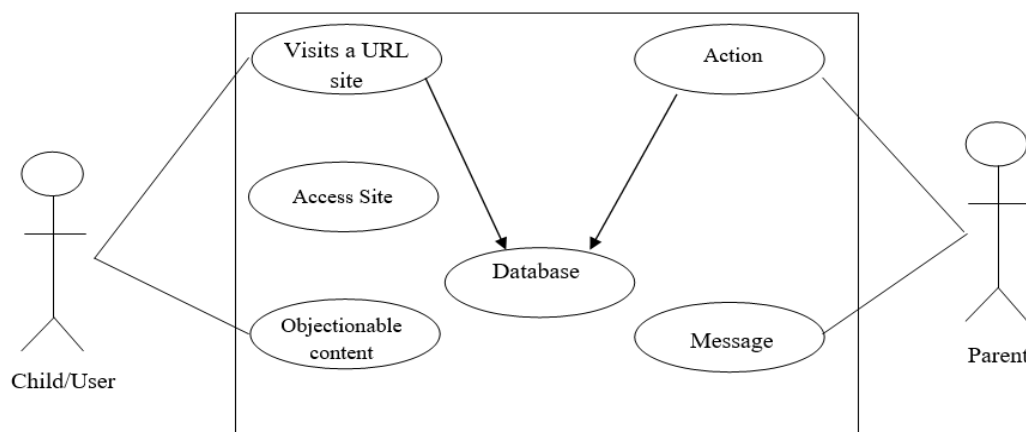 Visits a URL
site
Action
Access Site
Database
Objectionable
content
Message
Child/User
Parent